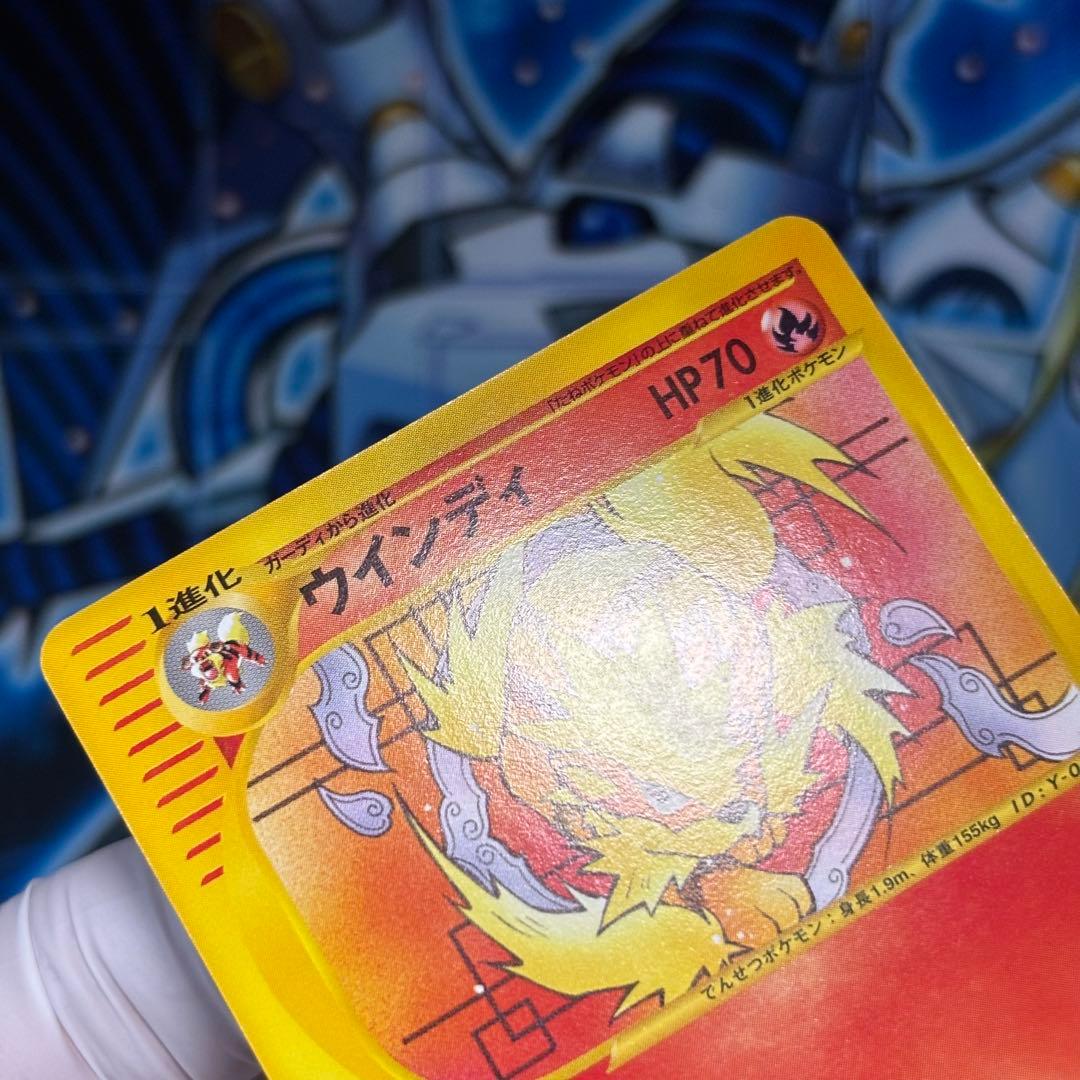 「たねポケモン」の上に重ねて進化させます。
1進化 ガーディから進化
ウインディ HP70
1進化ポケモン
でんせつポケモン:身長1.9m、体重155kg ID:Y-0